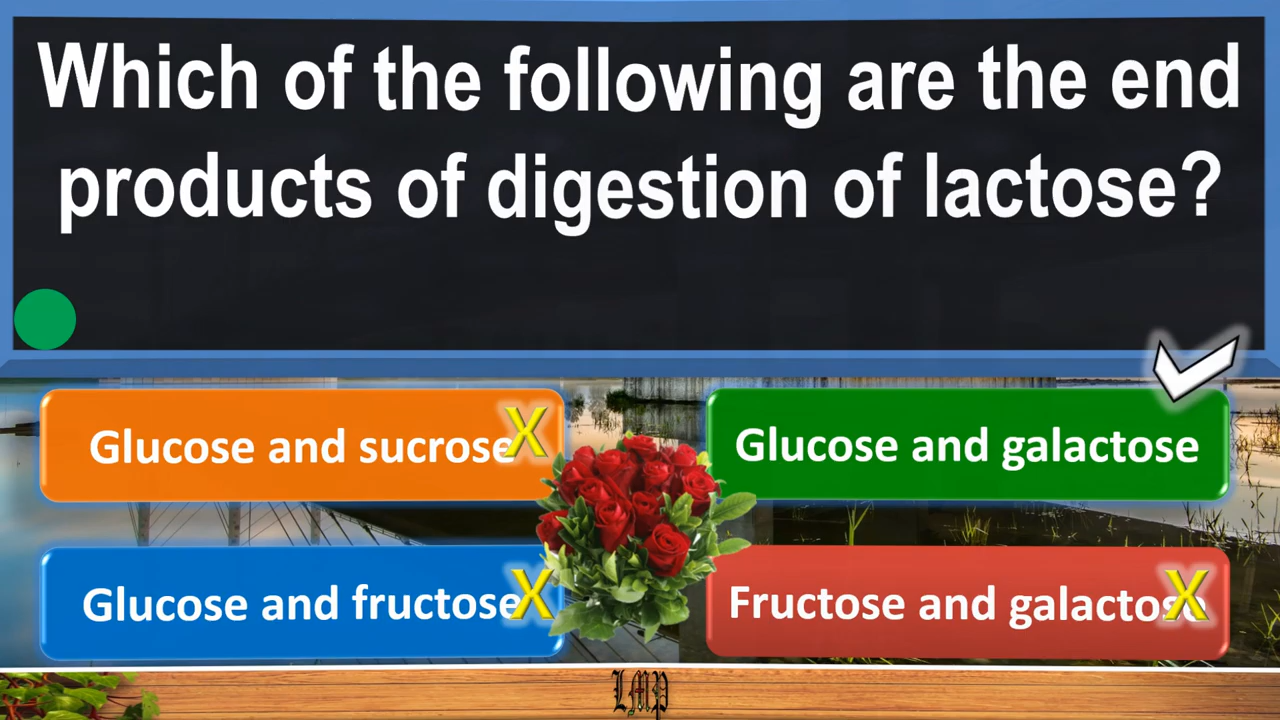 Which of the following are the end
products of digestion of lactose?
Glucose and sucrose X
Glucose and galactose
Glucose and fructose X
Fructose and galactose X
LMP